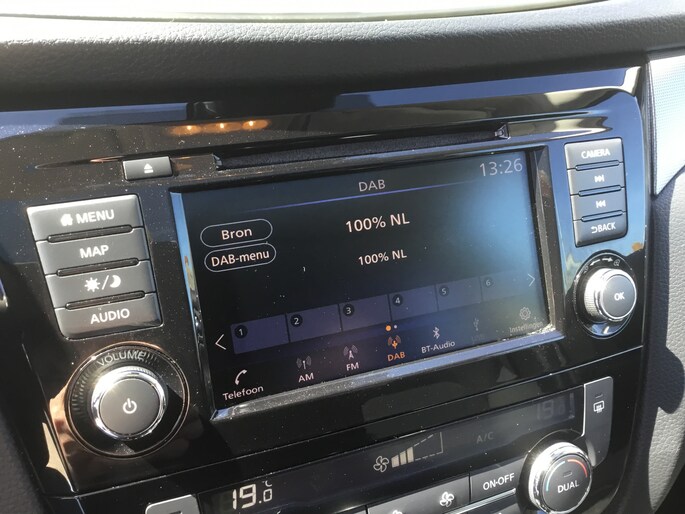 DAB
13:26
CAMERA
MENU
Bron
100% NL
BACK
MAP
DAB-menu
100% NL
AUDIO
1
2
3
4
5
6
OK
VOLUME
Telefoon
AM
FM
DAB
BT-Audio
A/C
19.0 °C
ON-OFF
DUAL